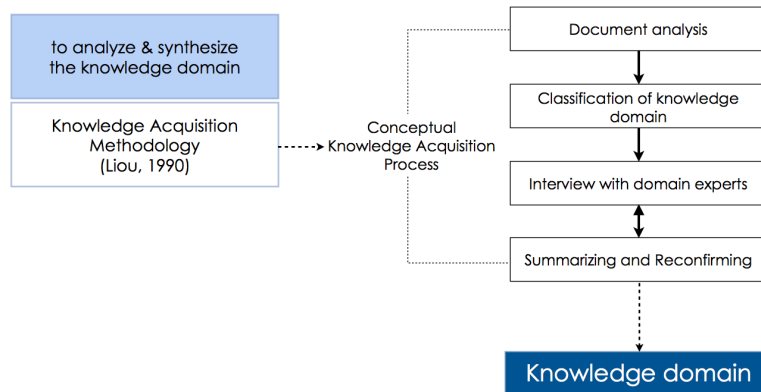 to analyze & synthesize
the knowledge domain
Knowledge Acquisition
Methodology
(Liou, 1990)
Conceptual
Knowledge Acquisition
Process
Document analysis
Classification of knowledge
domain
Interview with domain experts
Summarizing and Reconfirming
Knowledge domain